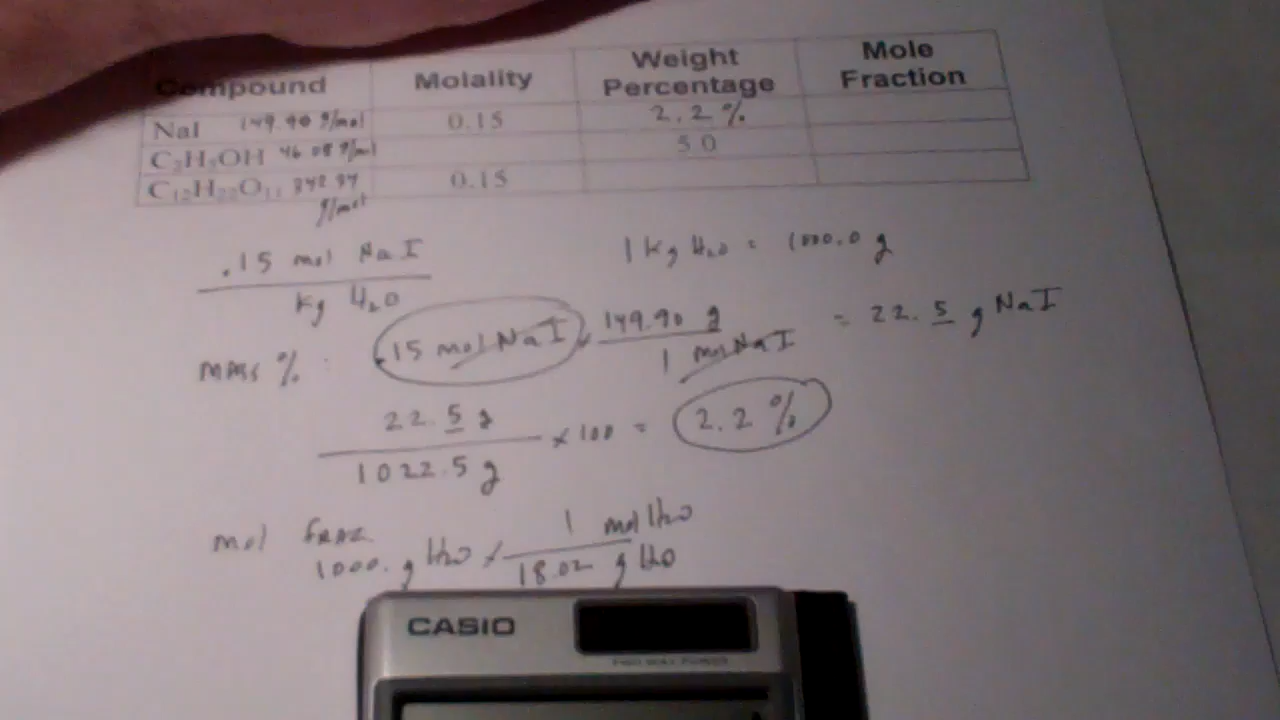 Compound Molality Weight Percentage Mole Fraction
NaI 149.90 g/mol 0.15 2.2%
C₂H₅OH 46.08 g/mol 5.0
C₁₂H₂₂O₁₁ 342.34 g/mol 0.15
.15 mol NaI
kg H₂O
1 kg H₂O = 1000.0 g
mass % : .15 mol NaI × 149.90 g / 1 mol NaI = 22.5 g NaI
22.5 g / 1022.5 g × 100 = 2.2 %
mol frac.
1000. g H₂O × 1 mol H₂O / 18.02 g H₂O
CASIO
TWO WAY POWER